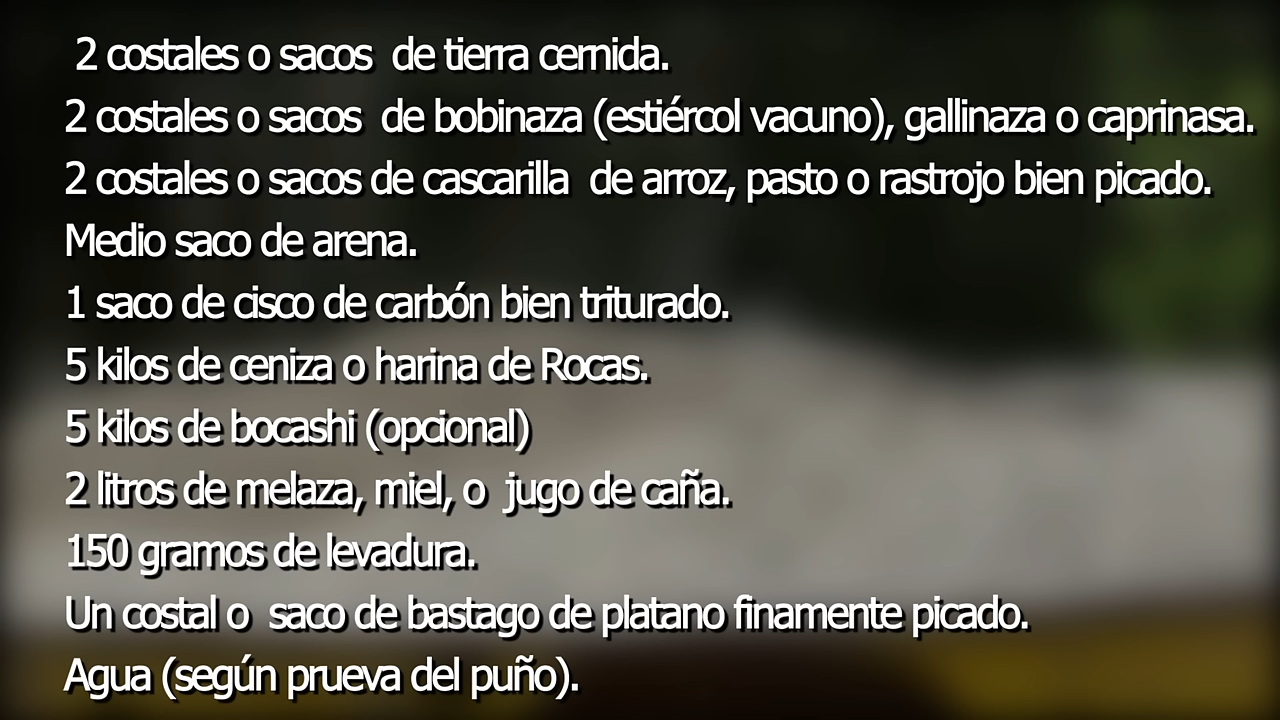 2 costales o sacos de tierra cernida.
2 costales o sacos de bobinaza (estiércol vacuno), gallinaza o caprinasa.
2 costales o sacos de cascarilla de arroz, pasto o rastrojo bien picado.
Medio saco de arena.
1 saco de cisco de carbón bien triturado.
5 kilos de ceniza o harina de Rocas.
5 kilos de bocashi (opcional)
2 litros de melaza, miel, o jugo de caña.
150 gramos de levadura.
Un costal o saco de bastago de platano finamente picado.
Agua (según prueva del puño).